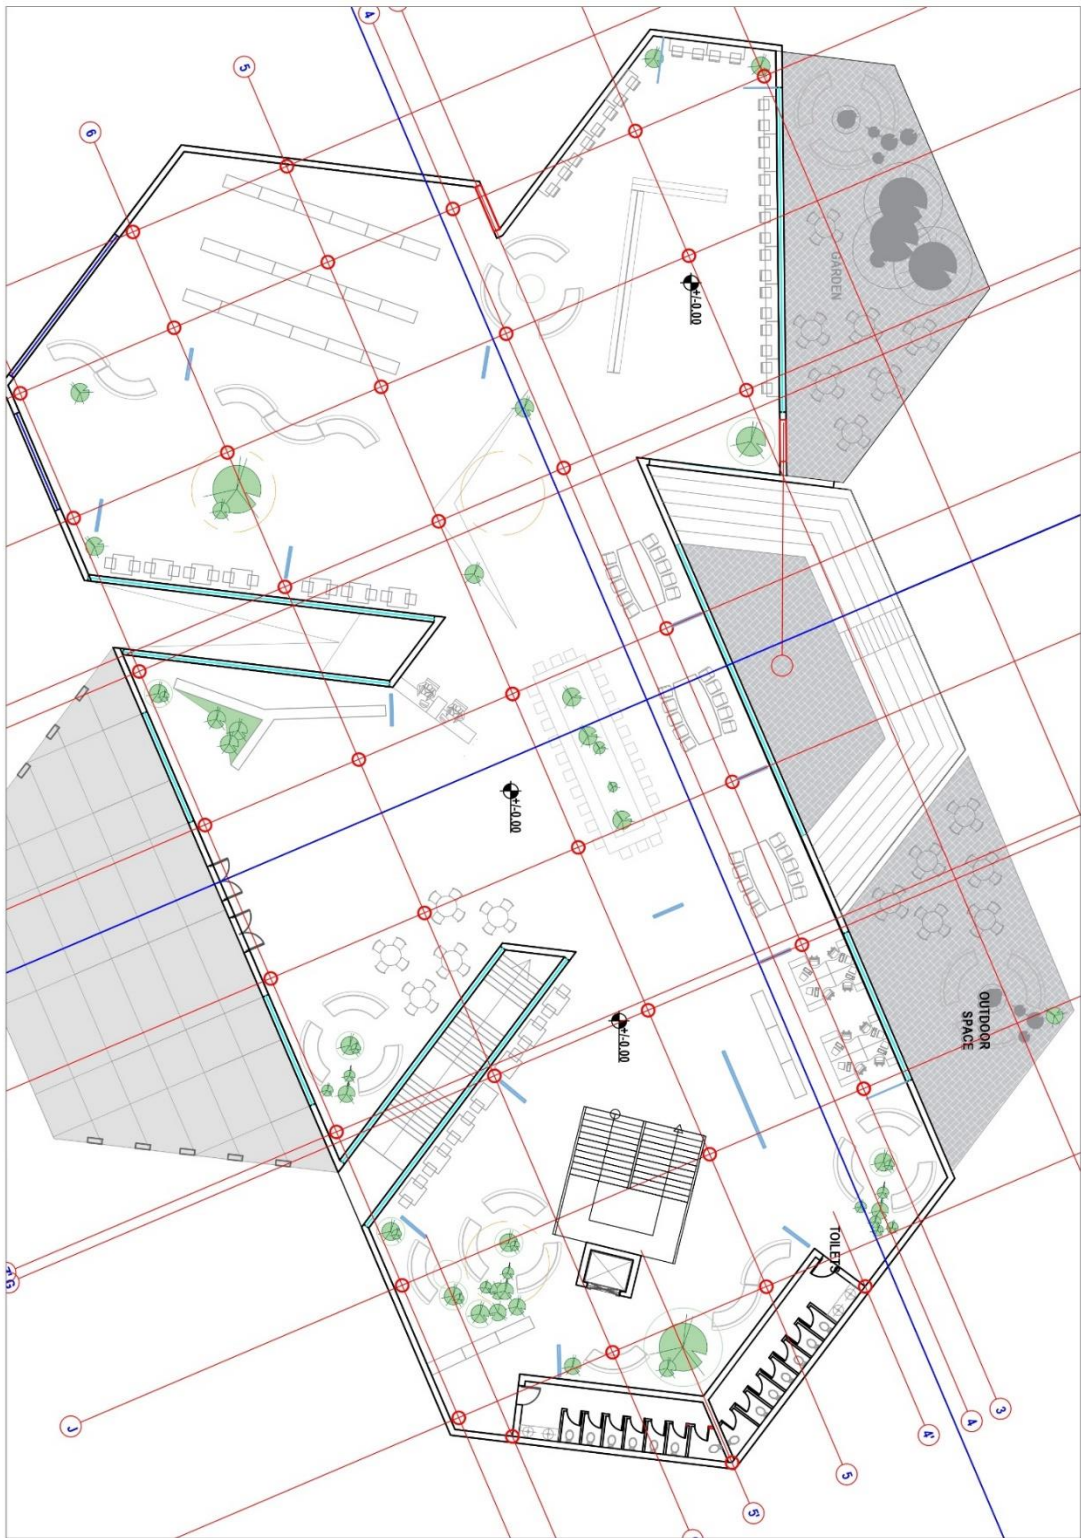 4
5
6
+/-0.00
GARDEN
+/-0.00
+/-0.00
OUTDOOR
SPACE
TOILETS
G
J
3
4
4'
5
5'